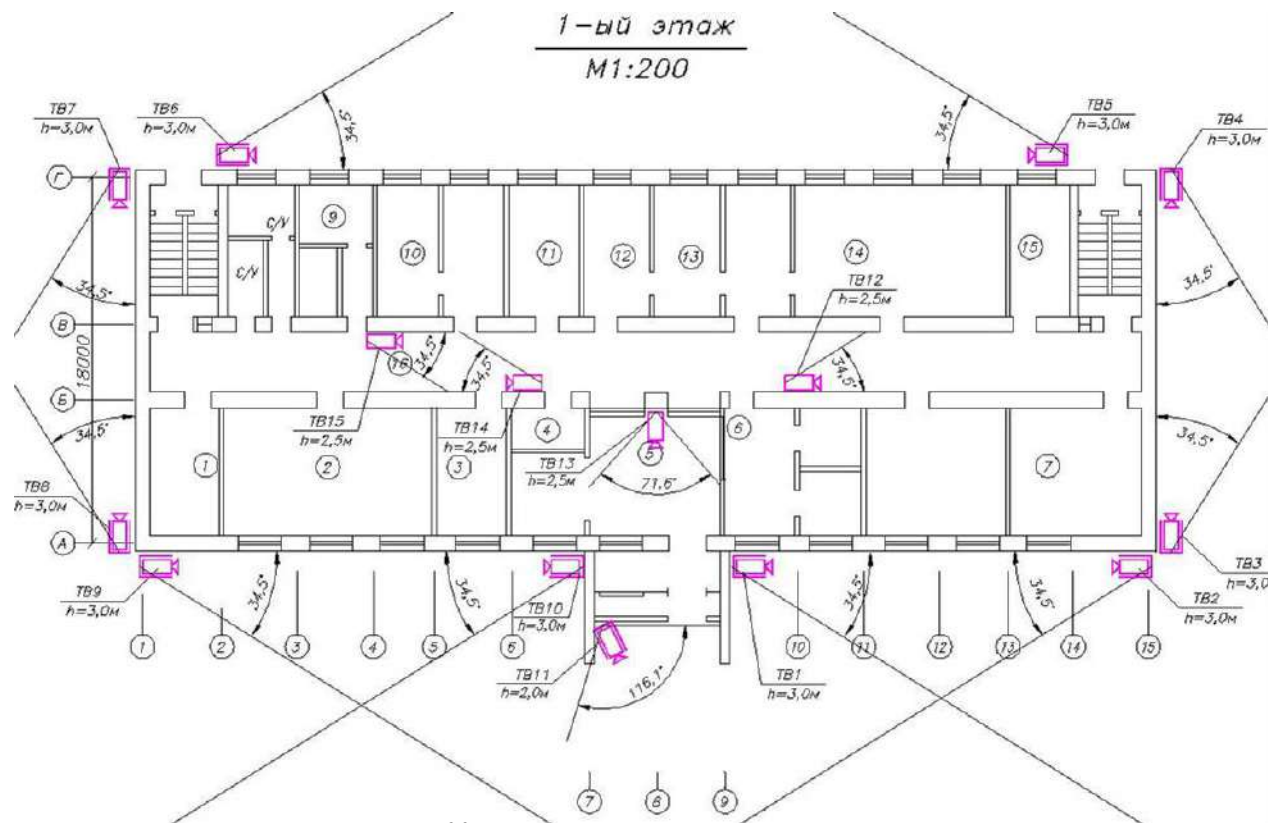 1-ый этаж
М1:200
ТВ7
h=3,0м
ТВ6
h=3,0м
34,5°
34,5°
ТВ5
h=3,0м
ТВ4
h=3,0м
Г
С/У
9
С/У
10
11
12
13
14
15
ТВ12
h=2,5м
34,5°
34,5°
В
18000
16
34,5°
34,5°
34,5°
Б
ТВ15
h=2,5м
ТВ14
h=2,5м
4
6
34,5°
34,5°
1
2
3
ТВ13
h=2,5м
5
71,6°
7
ТВ8
h=3,0м
А
ТВ9
h=3,0м
34,5°
34,5°
ТВ10
h=3,0м
34,5°
34,5°
ТВ3
h=3,0
ТВ2
h=3,0м
1
2
3
4
5
6
10
11
12
13
14
15
ТВ11
h=2,0м
116,1°
ТВ1
h=3,0м
7
8
9